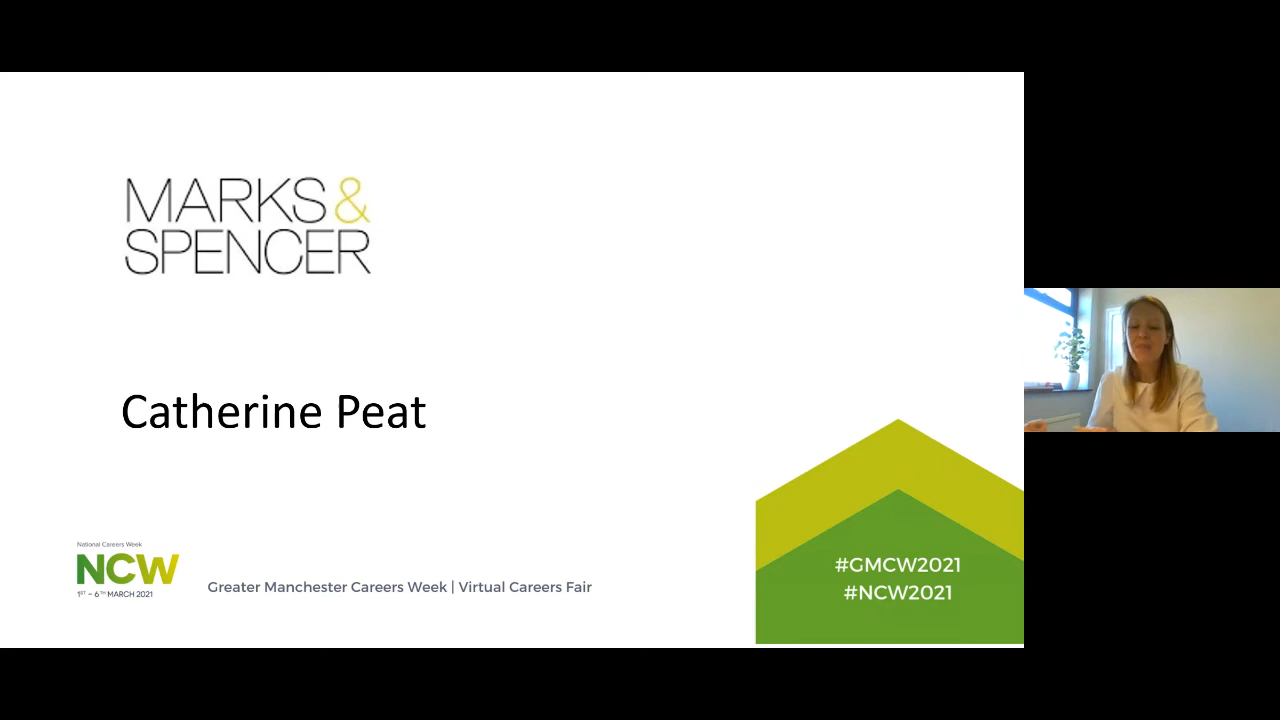 MARKS &
SPENCER
Catherine Peat
National Careers Week
NCW
1ST – 6TH MARCH 2021
Greater Manchester Careers Week | Virtual Careers Fair
#GMCW2021
#NCW2021